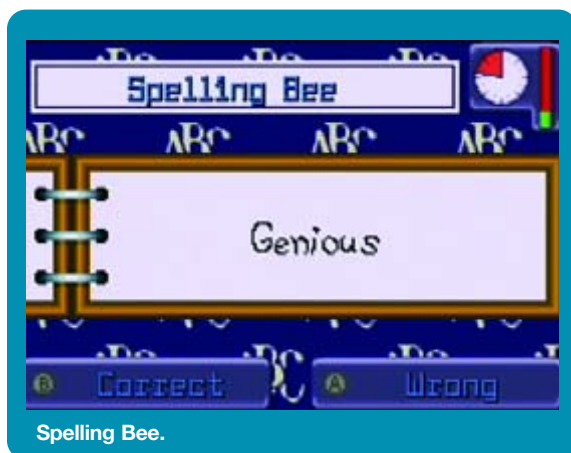 Spelling Bee
ABC ABC ABC ABC
Genious
B Correct A Wrong
Spelling Bee.